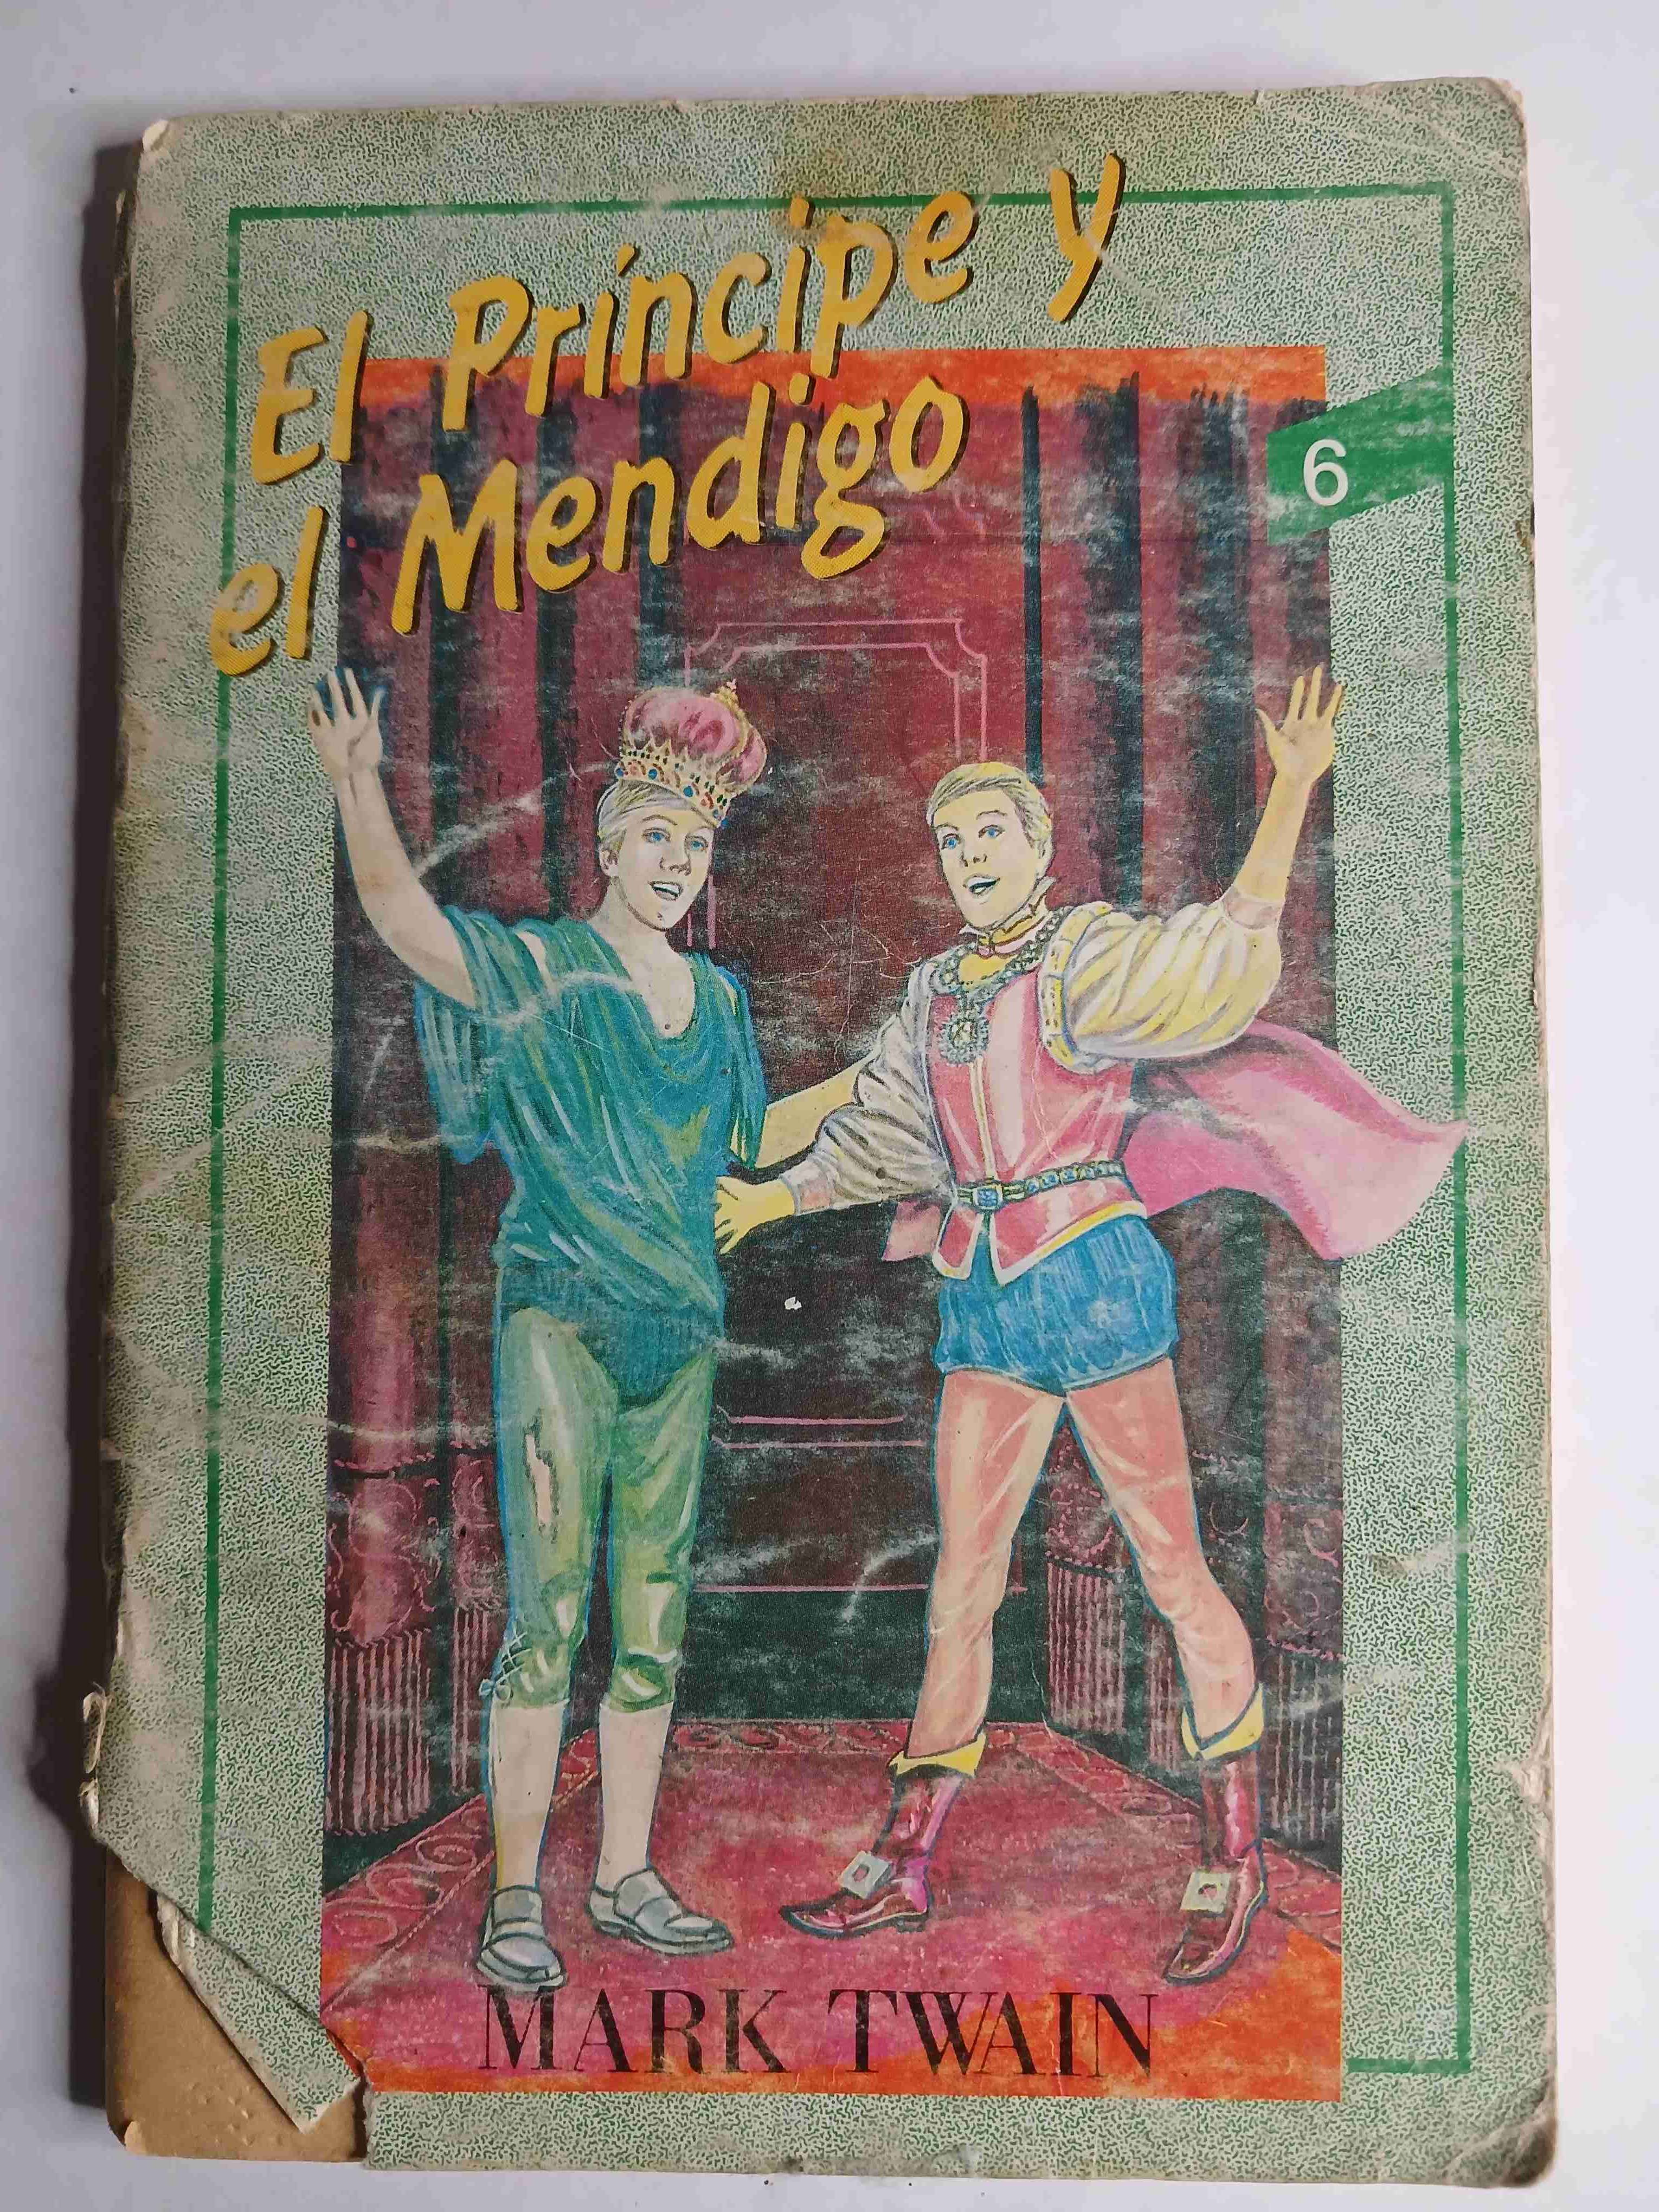 El Príncipe y
el Mendigo
6
MARK TWAIN